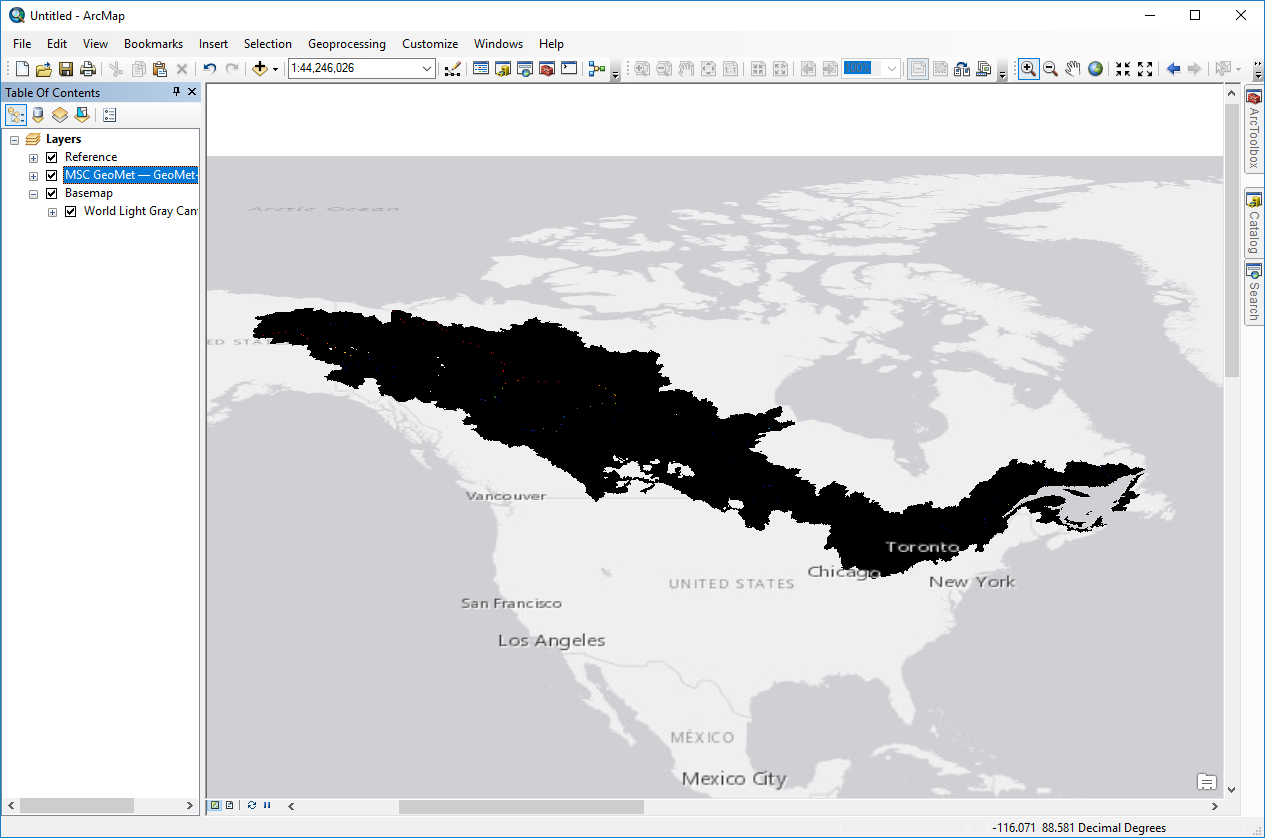 Untitled - ArcMap
File Edit View Bookmarks Insert Selection Geoprocessing Customize Windows Help
1:44,246,026
100%
Table Of Contents
Layers
Reference
MSC GeoMet — GeoMet-
Basemap
World Light Gray Can
Arctic Ocean
ED STA
Vancouver
Toronto
Chicago
UNITED STATES
New York
San Francisco
Los Angeles
MÉXICO
Mexico City
ArcToolbox
Catalog
Search
-116.071 88.581 Decimal Degrees